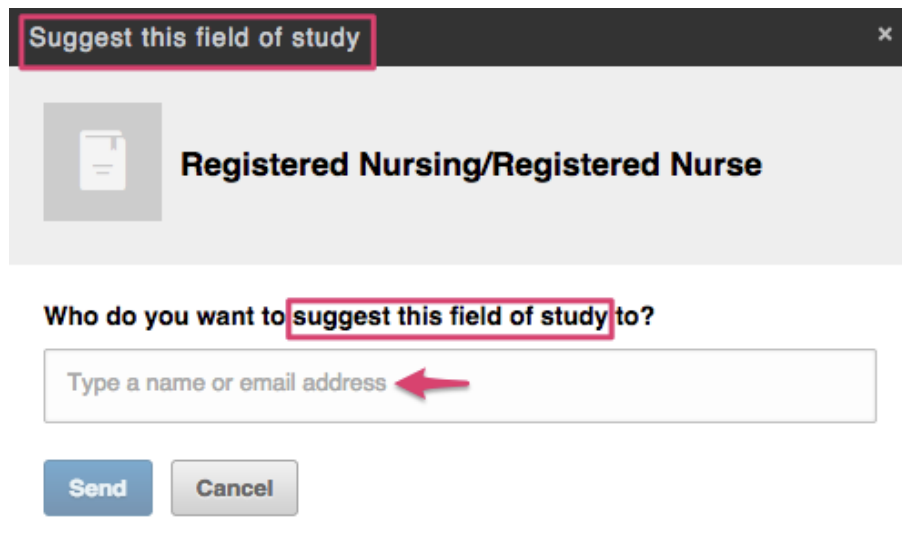 Suggest this field of study
×
Registered Nursing/Registered Nurse
Who do you want to suggest this field of study to?
Type a name or email address
Send
Cancel